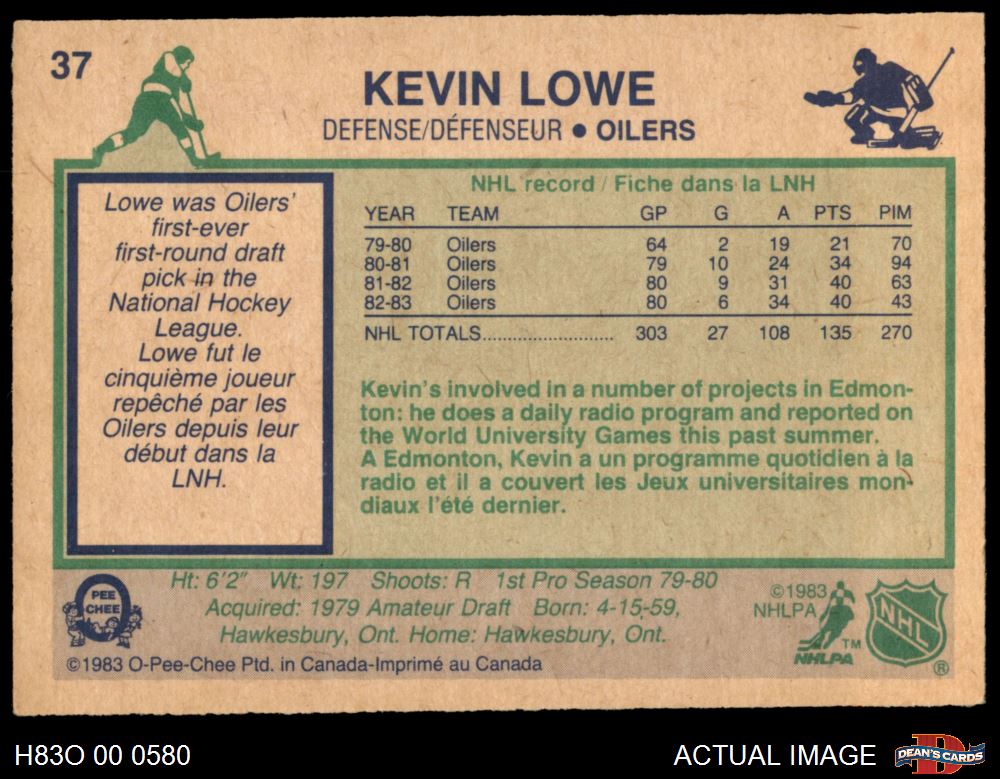 37
KEVIN LOWE
DEFENSE/DÉFENSEUR • OILERS
Lowe was Oilers'
first-ever
first-round draft
pick in the
National Hockey
League.
Lowe fut le
cinquième joueur
repêché par les
Oilers depuis leur
début dans la
LNH.
NHL record / Fiche dans la LNH
YEAR TEAM GP G A PTS PIM
79-80 Oilers 64 2 19 21 70
80-81 Oilers 79 10 24 34 94
81-82 Oilers 80 9 31 40 63
82-83 Oilers 80 6 34 40 43
NHL TOTALS.......................... 303 27 108 135 270
Kevin's involved in a number of projects in Edmon-
ton: he does a daily radio program and reported on
the World University Games this past summer.
A Edmonton, Kevin a un programme quotidien à la
radio et il a couvert les Jeux universitaires mon-
diaux l'été dernier.
O PEE CHEE
Ht: 6'2" Wt: 197 Shoots: R 1st Pro Season 79-80
Acquired: 1979 Amateur Draft Born: 4-15-59,
Hawkesbury, Ont. Home: Hawkesbury, Ont.
©1983 O-Pee-Chee Ptd. in Canada-Imprimé au Canada
©1983
NHLPA
TM
NHLPA
NHL
®
H83O 00 0580
ACTUAL IMAGE
DEAN'S CARDS